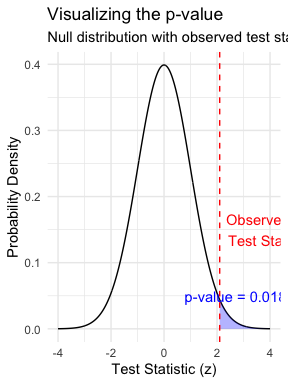 Visualizing the p-value
Null distribution with observed test sta
0.4
0.3
0.2
0.1
0.0
Probability Density
Observe
Test Sta
p-value = 0.018
-4 -2 0 2 4
Test Statistic (z)